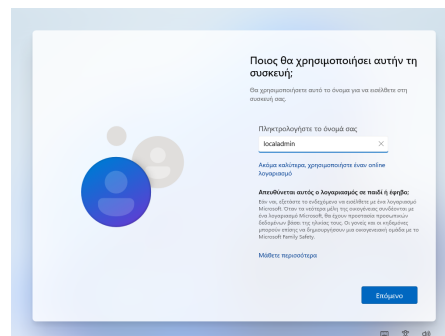 Ποιος θα χρησιμοποιήσει αυτήν τη
συσκευή;
Θα χρησιμοποιήσετε αυτό το όνομα για να εισέλθετε στη
συσκευή σας.
Πληκτρολογήστε το όνομά σας
localadmin
Ακόμα καλύτερα, χρησιμοποιήστε έναν online
λογαριασμό
Απευθύνεται αυτός ο λογαριασμός σε παιδί ή έφηβο;
Εάν ναι, εξετάστε το ενδεχόμενο να εισέλθετε με ένα λογαριασμό
Microsoft. Όταν τα νεότερα μέλη της οικογένειας συνδέονται με
ένα λογαριασμό Microsoft, θα έχουν προστασία προσωπικών
δεδομένων βάσει της ηλικίας τους. Οι γονείς και οι κηδεμόνες
μπορούν επίσης να δημιουργήσουν μια οικογενειακή ομάδα με το
Microsoft Family Safety.
Μάθετε περισσότερα
Επόμενο